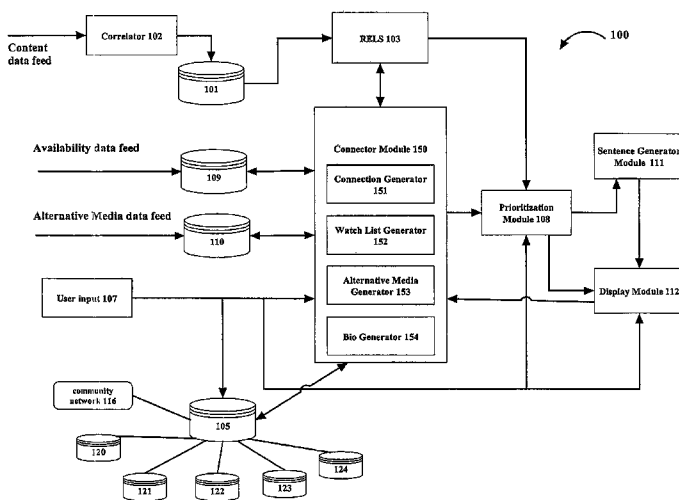 Content
data feed
Correlator 102
101
RELS 103
100
Availability data feed
109
Alternative Media data feed
110
Connector Module 150
Connection Generator
151
Watch List Generator
152
Alternative Media
Generator 153
Bio Generator 154
Prioritization
Module 108
Sentence Generator
Module 111
Display Module 112
User input 107
community
network 116
105
120
121
122
123
124